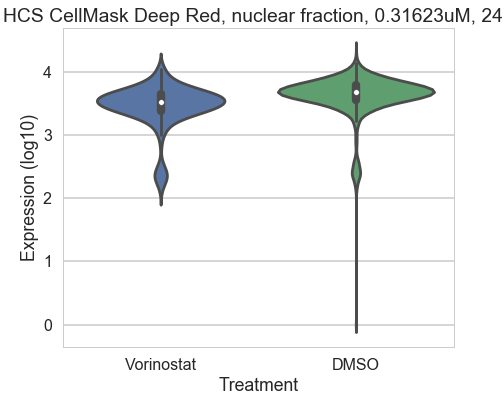 HCS CellMask Deep Red, nuclear fraction, 0.31623uM, 24
4
3
2
1
0
Expression (log10)
Vorinostat DMSO
Treatment